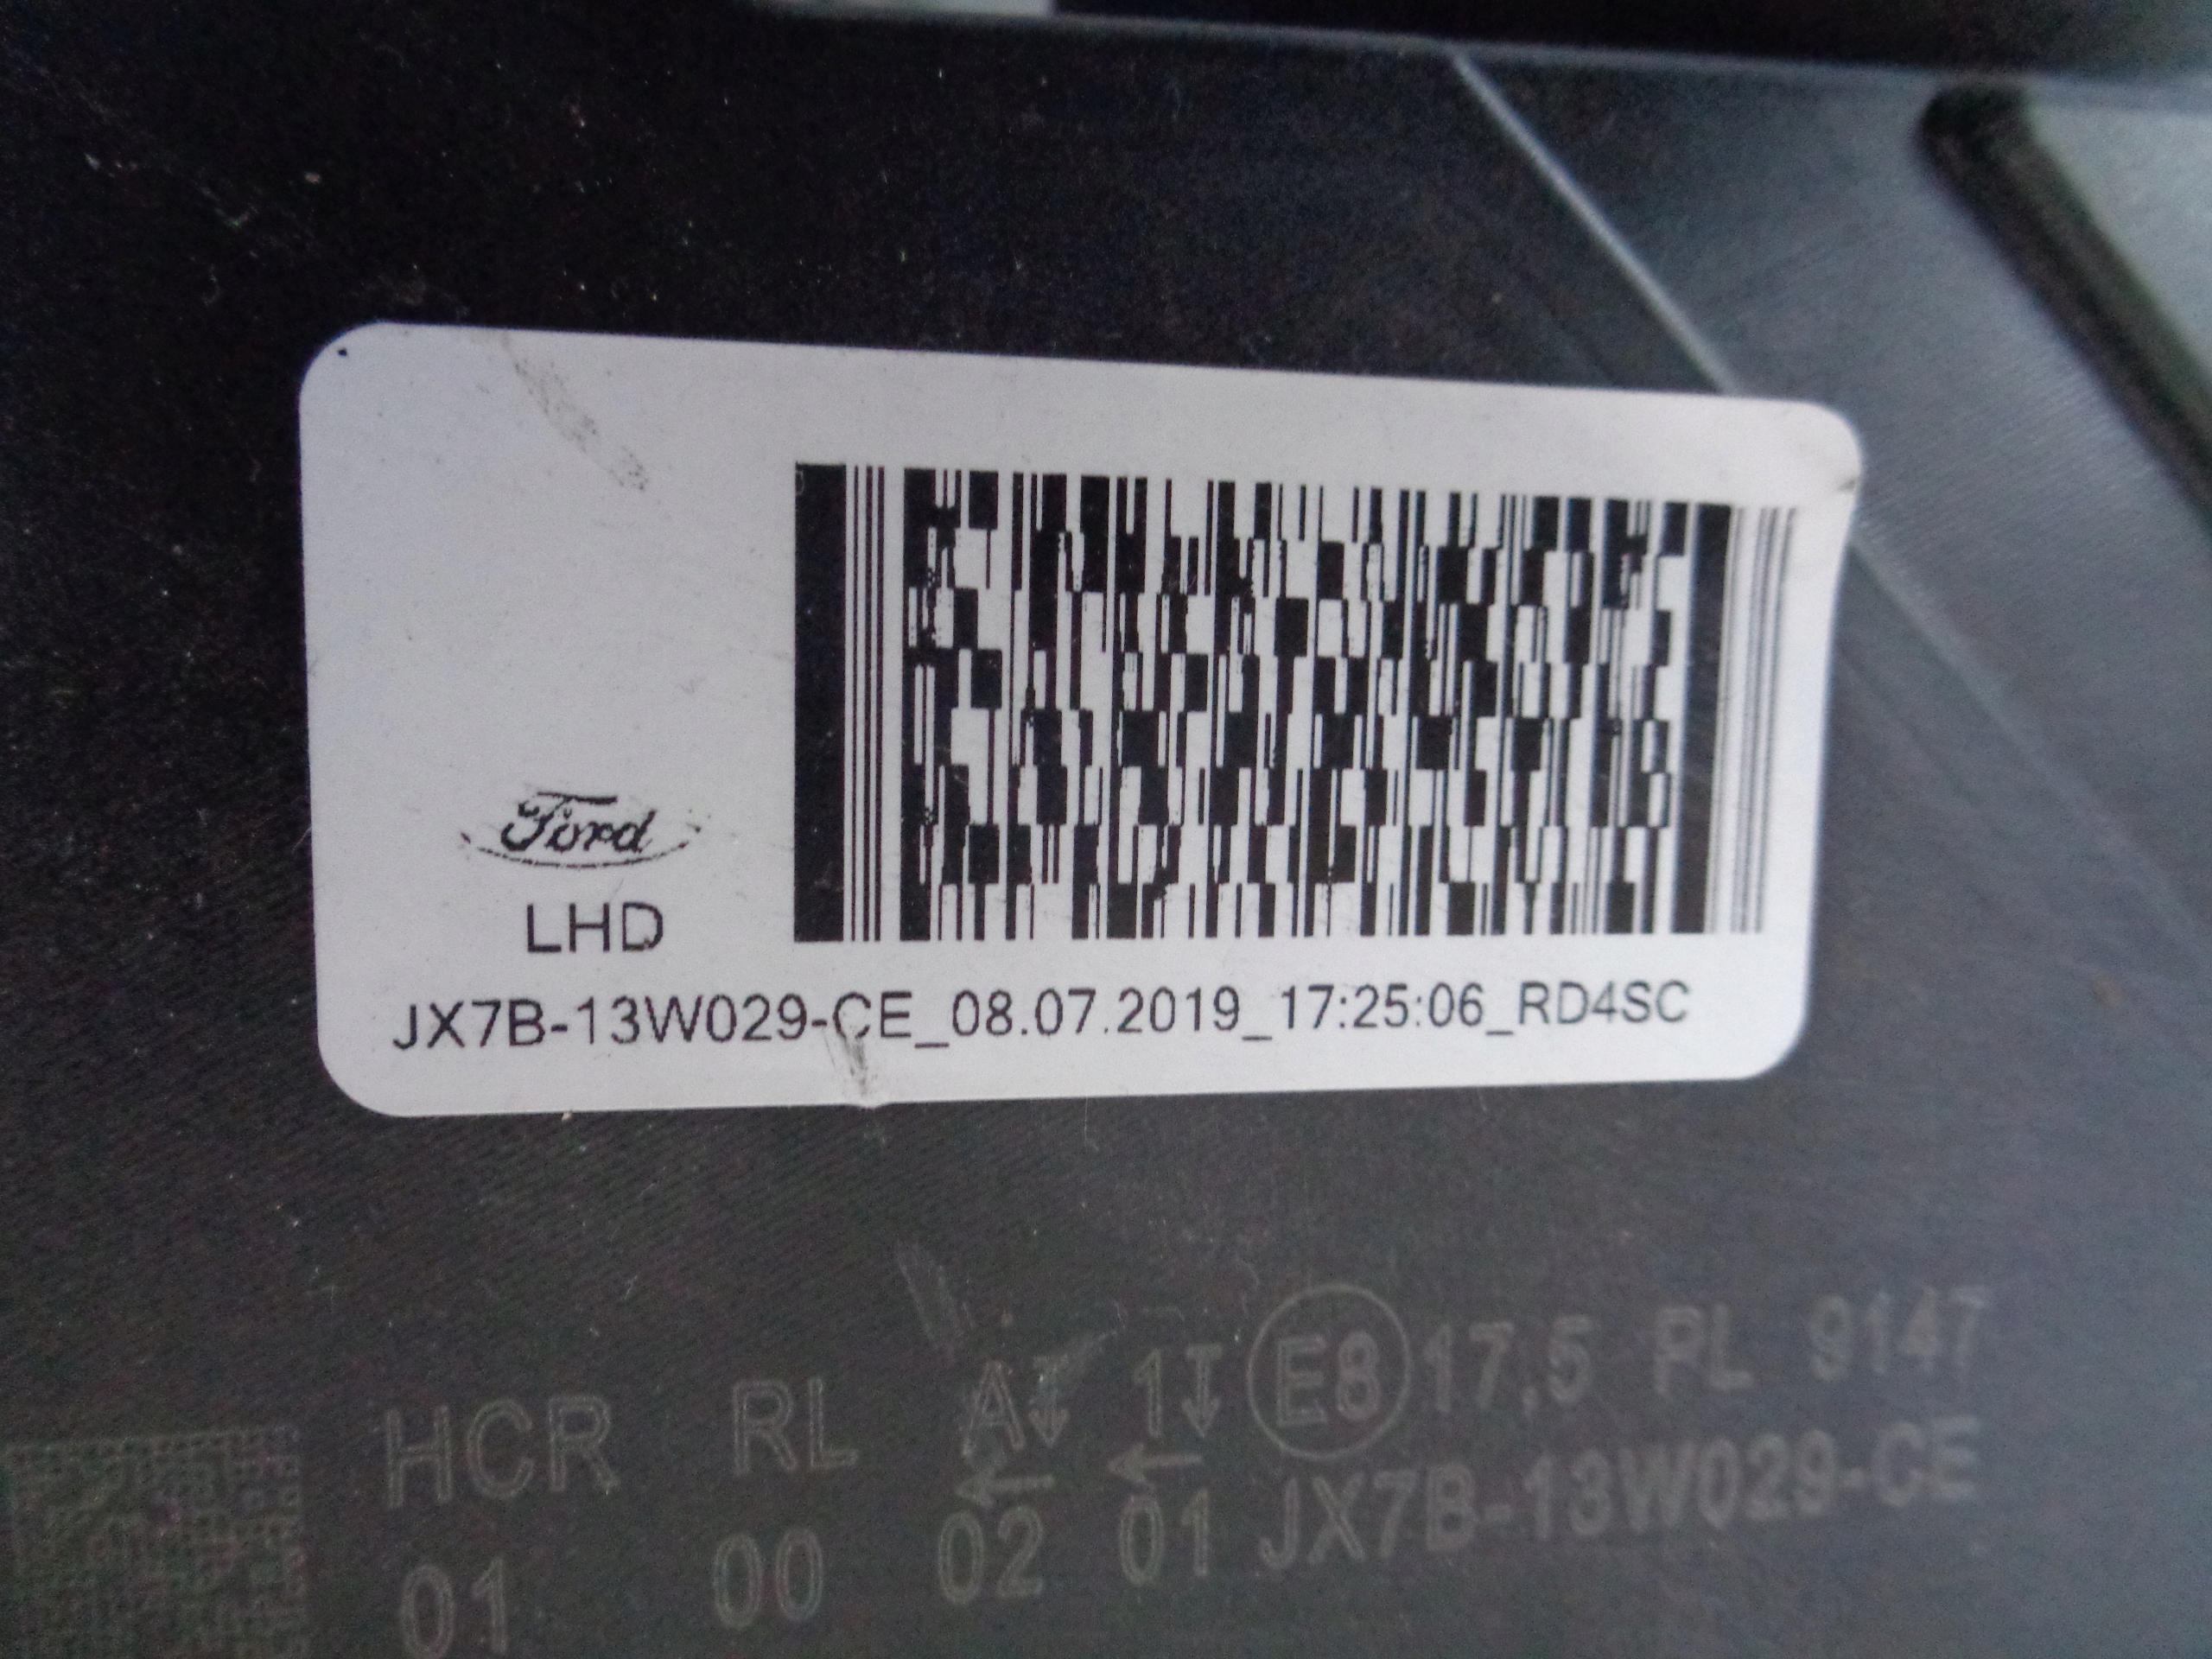 Ford
LHD
JX7B-13W029-CE_08.07.2019_17:25:06_RD4SC
HCR RL A 1 E8 17,5 PL 9147
01 00 02 01 JX7B-13W029-CE